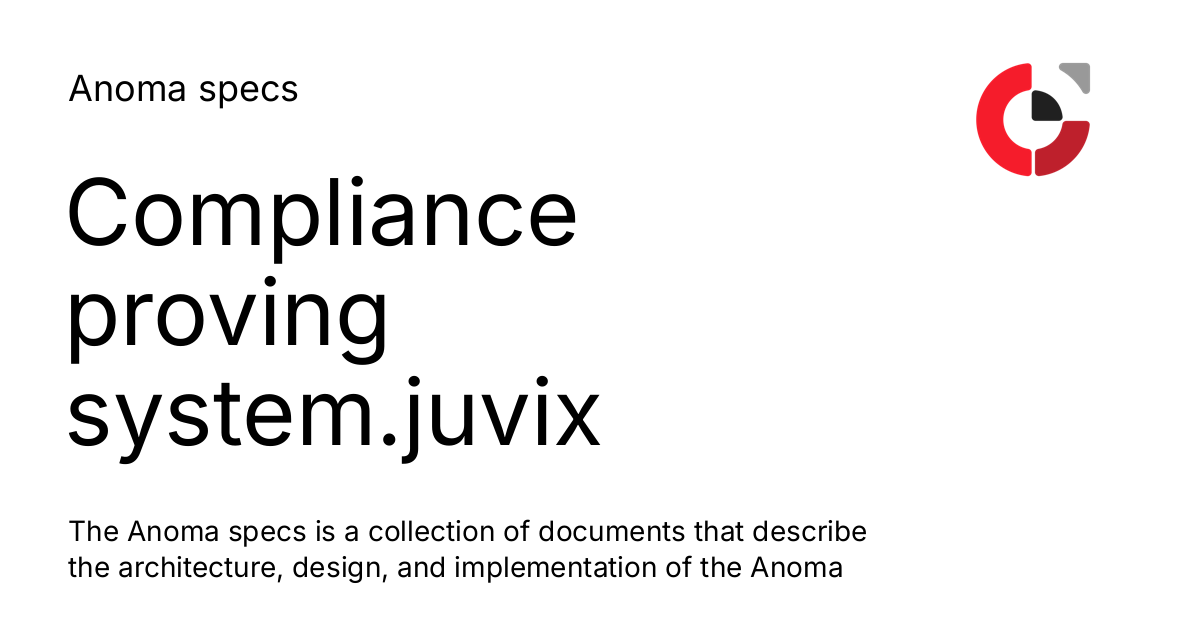 Anoma specs
Compliance
proving
system.juvix
The Anoma specs is a collection of documents that describe
the architecture, design, and implementation of the Anoma